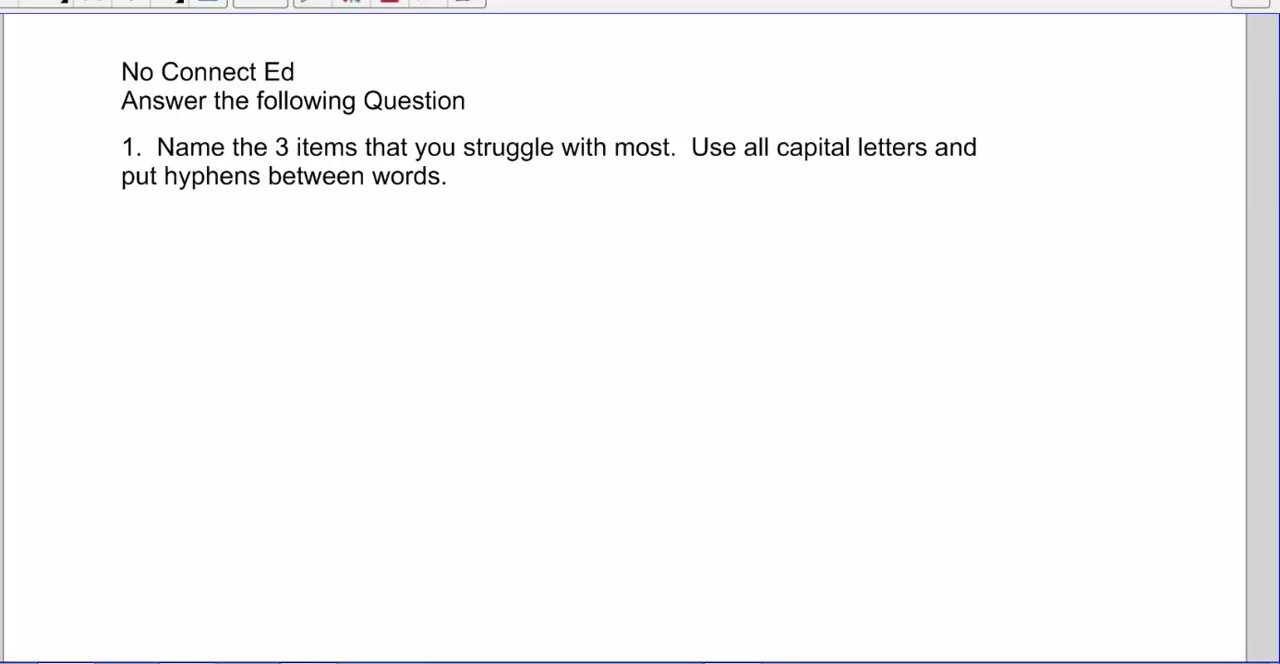 No Connect Ed
Answer the following Question
1. Name the 3 items that you struggle with most. Use all capital letters and
put hyphens between words.